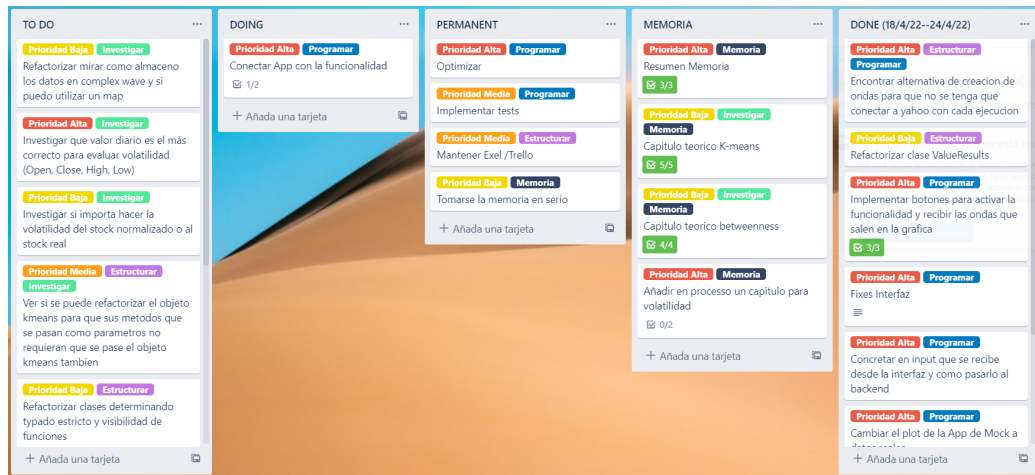 TO DO
Prioridad Baja Investigar
Refactorizar mirar como almaceno
los datos en complex wave y si
puedo utilizar un map
Prioridad Alta Investigar
Investigar que valor diario es el más
correcto para evaluar volatilidad
(Open, Close, High, Low)
Prioridad Baja Investigar
Investigar si importa hacer la
volatilidad del stock normalizado o al
stock real
Prioridad Media Estructurar
Investigar
Ver si se puede refactorizar el objeto
kmeans para que sus metodos que
se pasan como parametros no
requieran que se pase el objeto
kmeans tambien
Prioridad Baja Estructurar
Refactorizar clases determinando
typado estricto y visibilidad de
funciones
+ Añada una tarjeta
DOING
Prioridad Alta Programar
Conectar App con la funcionalidad
1/2
+ Añada una tarjeta
PERMANENT
Prioridad Alta Programar
Optimizar
Prioridad Media Programar
Implementar tests
Prioridad Media Estructurar
Mantener Exel /Trello
Prioridad Baja Memoria
Tomarse la memoria en serio
+ Añada una tarjeta
MEMORIA
Prioridad Alta Memoria
Resumen Memoria
3/3
Prioridad Baja Investigar
Memoria
Capitulo teorico K-means
5/5
Prioridad Baja Investigar
Memoria
Capitulo teorico betweenness
4/4
Prioridad Alta Memoria
Añadir en processo un capitulo para
volatilidad
0/2
+ Añada una tarjeta
DONE (18/4/22--24/4/22)
Prioridad Alta Estructurar
Programar
Encontrar alternativa de creacion de
ondas para que no se tenga que
conectar a yahoo con cada ejecucion
Prioridad Baja Estructurar
Refactorizar clase ValueResults
Prioridad Alta Programar
Implementar botones para activar la
funcionalidad y recibir las ondas que
salen en la grafica
3/3
Prioridad Alta Programar
Fixes Interfaz
Prioridad Alta Programar
Concretar en input que se recibe
desde la interfaz y como pasarlo al
backend
Prioridad Alta Programar
Cambiar el plot de la App de Mock a
+ Añada una tarjeta